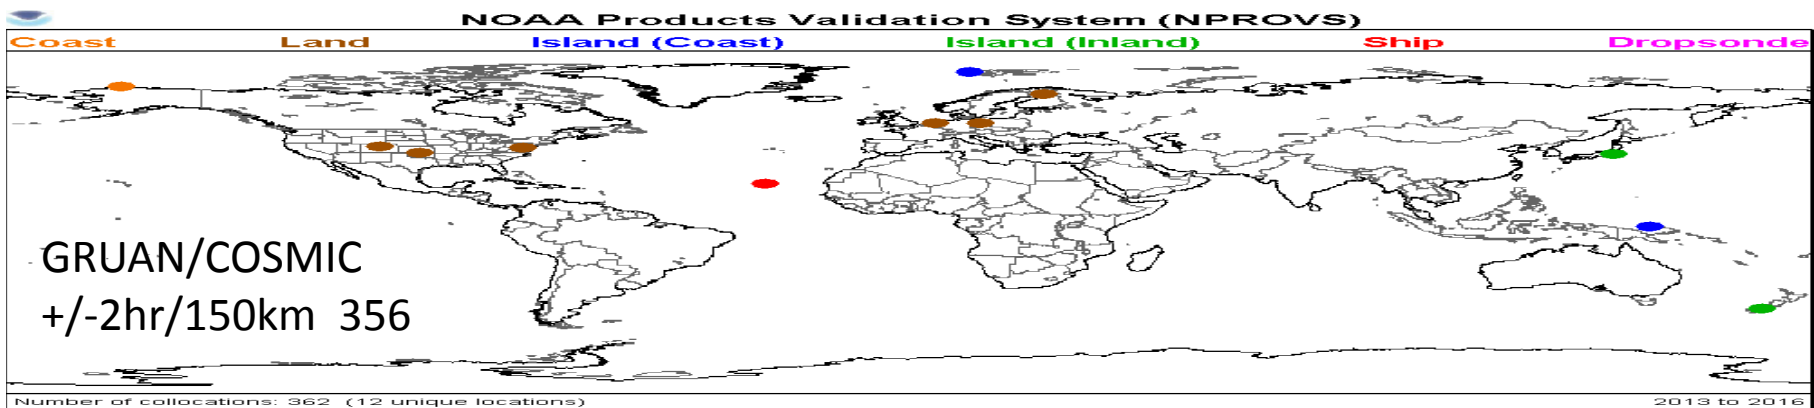 NOAA Products Validation System (NPROVS)
Coast Land Island (Coast) Island (Inland) Ship Dropsonde
GRUAN/COSMIC
+/-2hr/150km 356
Number of collocations: 362 (12 unique locations) 2013 to 2016